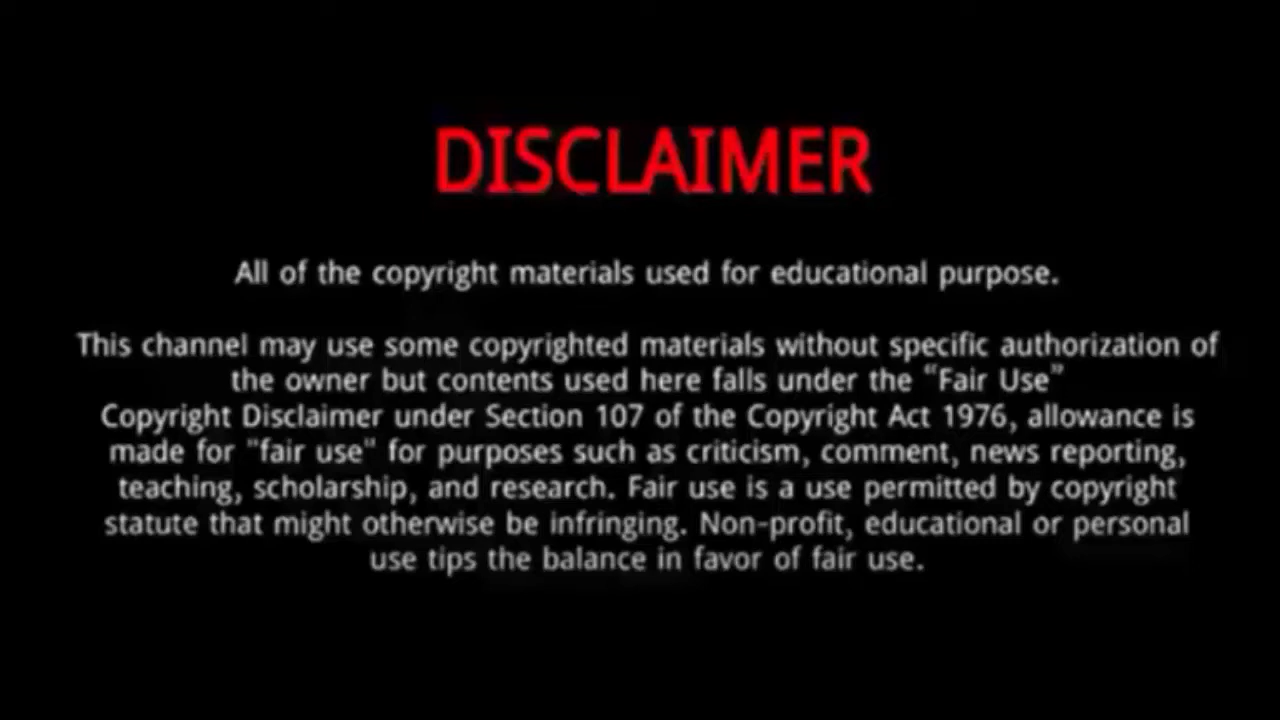 DISCLAIMER
All of the copyright materials used for educational purpose.
This channel may use some copyrighted materials without specific authorization of
the owner but contents used here falls under the “Fair Use”
Copyright Disclaimer under Section 107 of the Copyright Act 1976, allowance is
made for "fair use" for purposes such as criticism, comment, news reporting,
teaching, scholarship, and research. Fair use is a use permitted by copyright
statute that might otherwise be infringing. Non-profit, educational or personal
use tips the balance in favor of fair use.